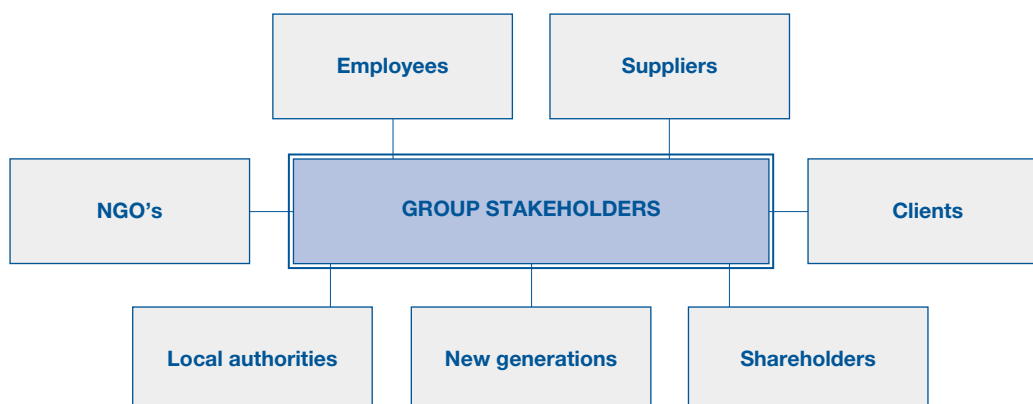 Employees
Suppliers
NGO's
GROUP STAKEHOLDERS
Clients
Local authorities
New generations
Shareholders